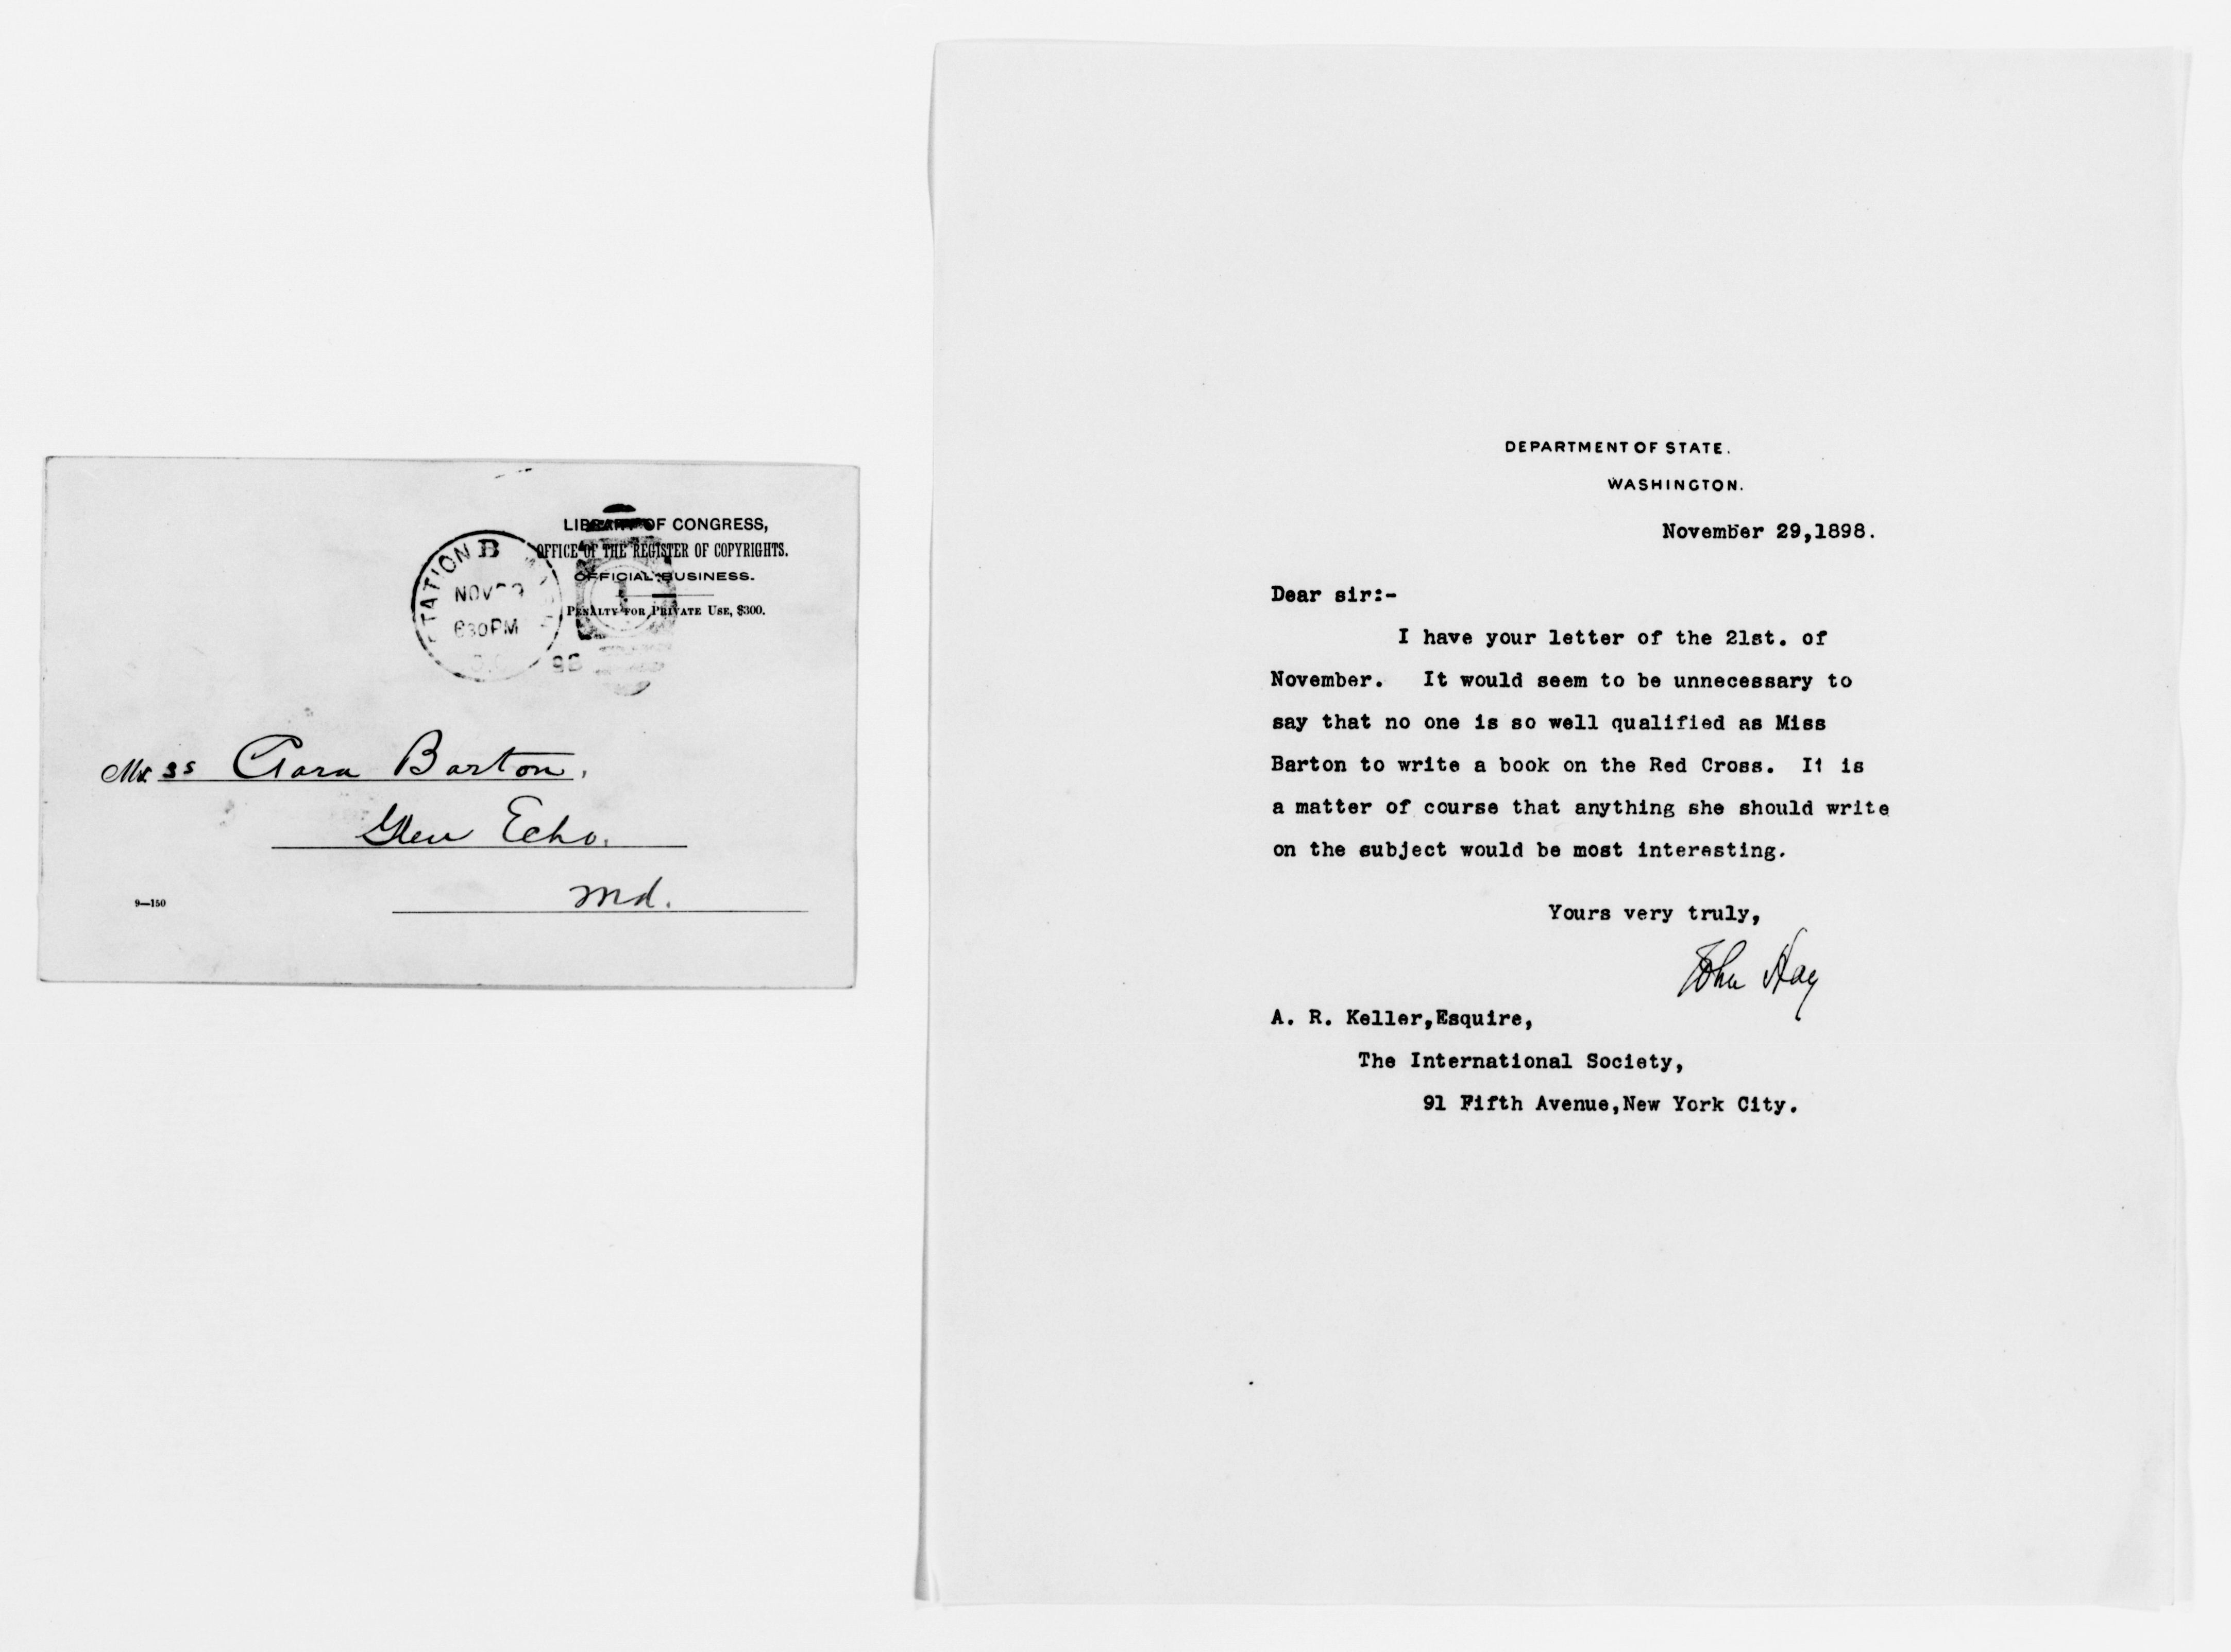 LIBRARY OF CONGRESS,
OFFICE OF THE REGISTER OF COPYRIGHTS.
OFFICIAL BUSINESS.
PENALTY FOR PRIVATE USE, $300.
STATION B
NOV
630PM
98
Miss Clara Barton,
Glen Echo.
Md.
9—150
DEPARTMENT OF STATE.
WASHINGTON.
November 29,1898.
Dear sir:-
I have your letter of the 21st. of
November. It would seem to be unnecessary to
say that no one is so well qualified as Miss
Barton to write a book on the Red Cross. It is
a matter of course that anything she should write
on the subject would be most interesting.
Yours very truly,
John Hay
A. R. Keller,Esquire,
The International Society,
91 Fifth Avenue,New York City.